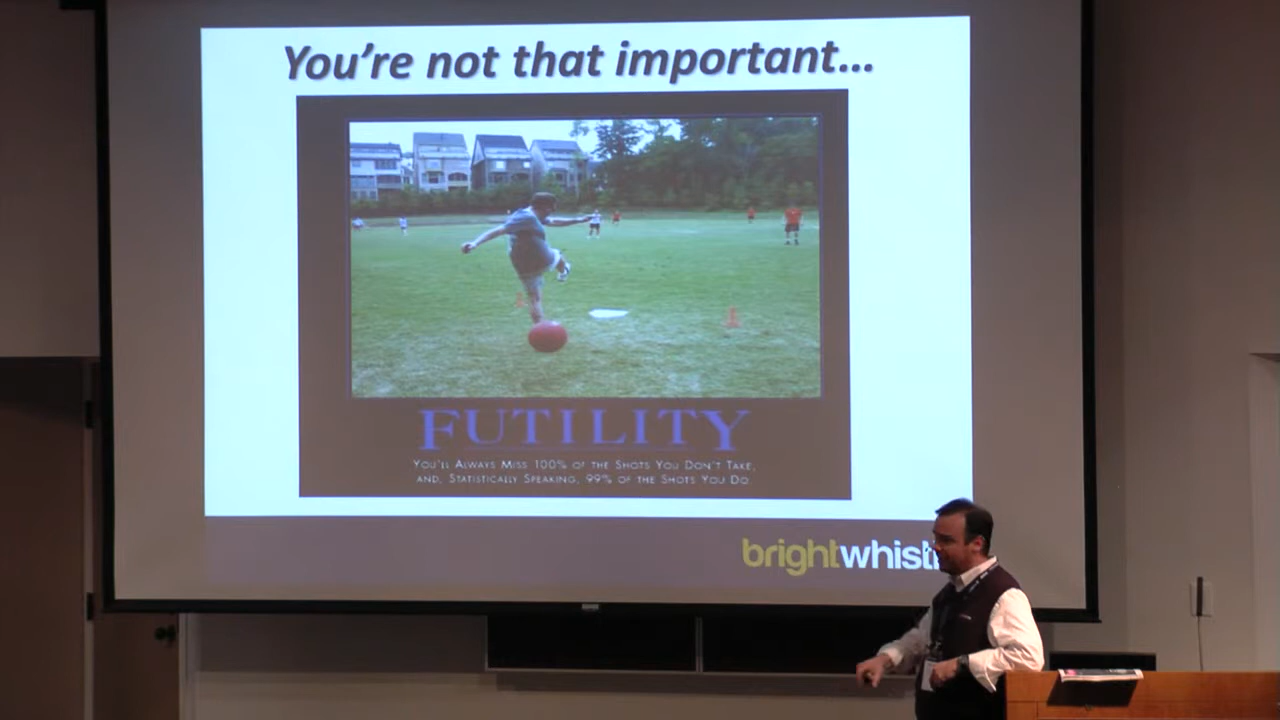 You're not that important...
FUTILITY
YOU'LL ALWAYS MISS 100% OF THE SHOTS YOU DON'T TAKE,
AND, STATISTICALLY SPEAKING, 99% OF THE SHOTS YOU DO.
brightwhistl